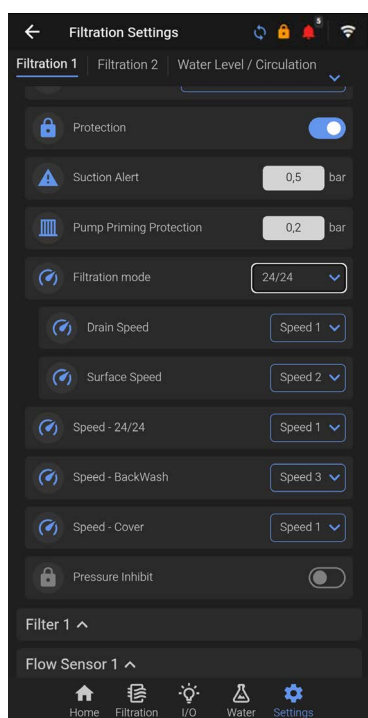 Filtration Settings 5
Filtration 1 Filtration 2 Water Level / Circulation
Protection
Suction Alert 0,5 bar
Pump Priming Protection 0,2 bar
Filtration mode 24/24
Drain Speed Speed 1
Surface Speed Speed 2
Speed - 24/24 Speed 1
Speed - BackWash Speed 3
Speed - Cover Speed 1
Pressure Inhibit
Filter 1
Flow Sensor 1
Home Filtration I/O Water Settings